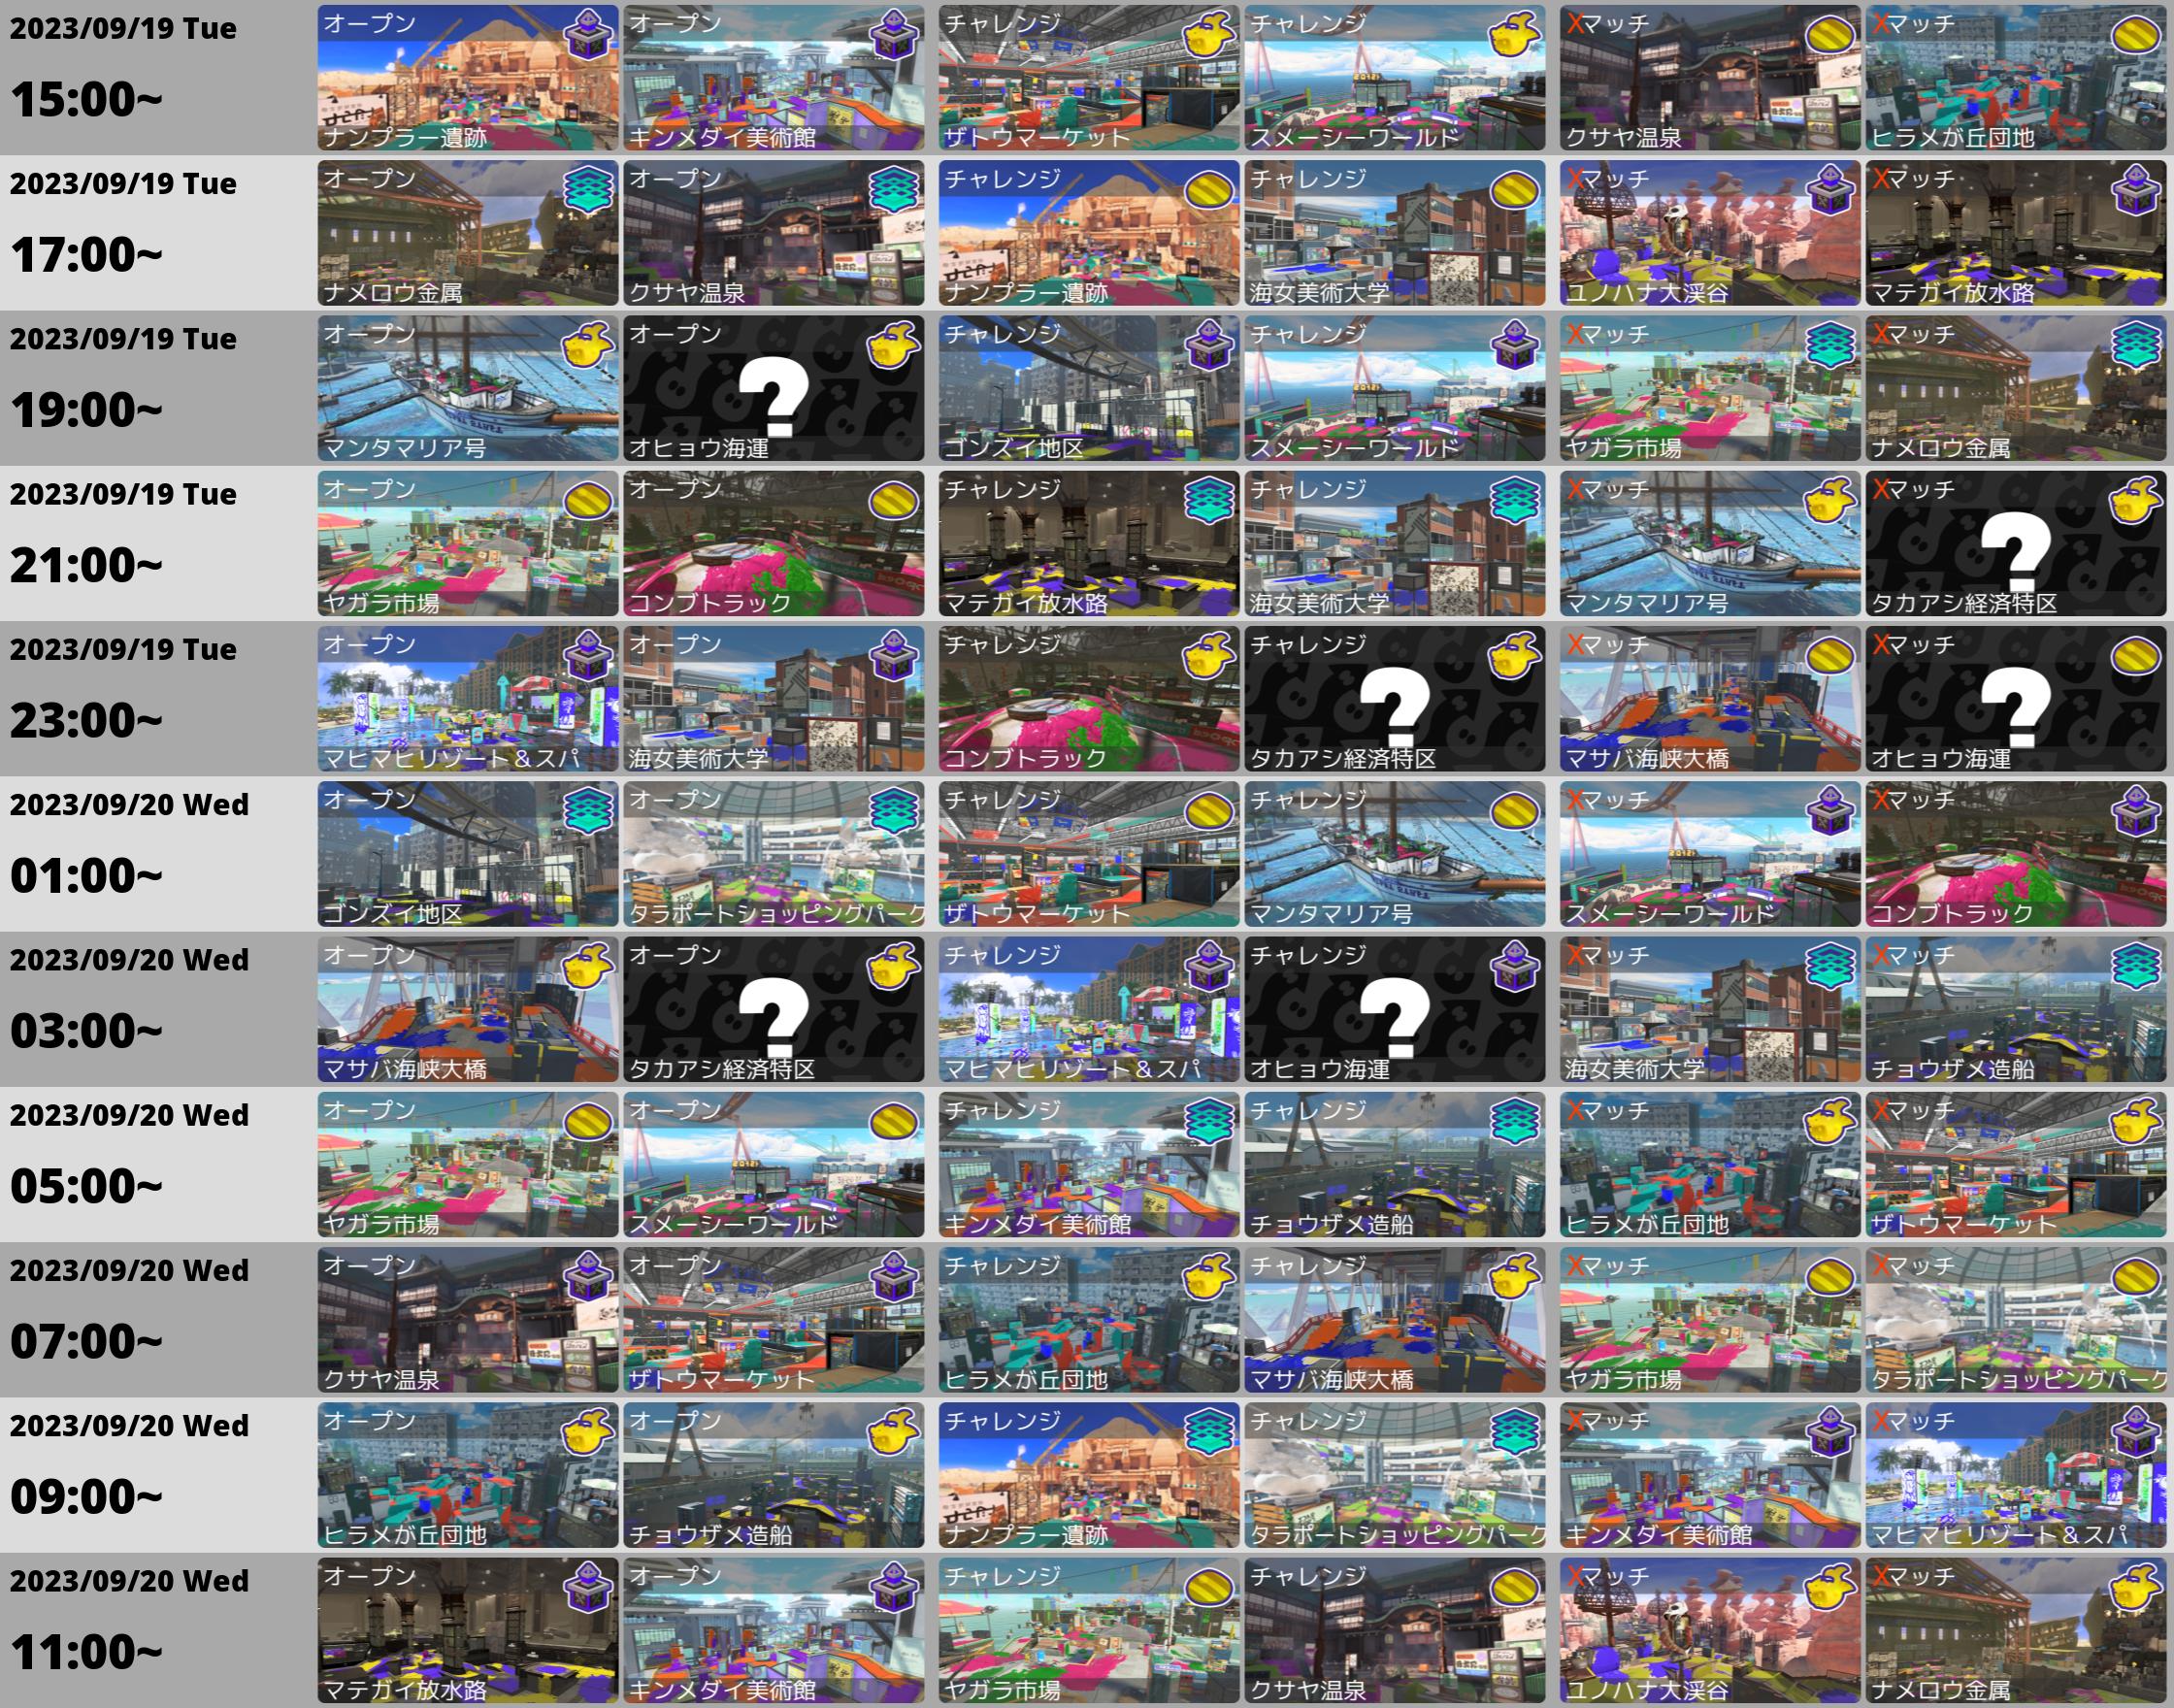 2023/09/19 Tue
15:00~
オープン オープン チャレンジ チャレンジ Xマッチ Xマッチ
ナンプラー遺跡 キンメダイ美術館 ザトウマーケット スメーシーワールド クサヤ温泉 ヒラメが丘団地
2023/09/19 Tue
17:00~
オープン オープン チャレンジ チャレンジ Xマッチ Xマッチ
ナメロウ金属 クサヤ温泉 ナンプラー遺跡 海女美術大学 ユノハナ大渓谷 マテガイ放水路
2023/09/19 Tue
19:00~
オープン オープン チャレンジ チャレンジ Xマッチ Xマッチ
?
マンタマリア号 オヒョウ海運 ゴンズイ地区 スメーシーワールド ヤガラ市場 ナメロウ金属
2023/09/19 Tue
21:00~
オープン オープン チャレンジ チャレンジ Xマッチ Xマッチ
?
ヤガラ市場 コンブトラック マテガイ放水路 海女美術大学 マンタマリア号 タカアシ経済特区
2023/09/19 Tue
23:00~
オープン オープン チャレンジ チャレンジ Xマッチ Xマッチ
? ?
マヒマヒリゾート&スパ 海女美術大学 コンブトラック タカアシ経済特区 マサバ海峡大橋 オヒョウ海運
2023/09/20 Wed
01:00~
オープン オープン チャレンジ チャレンジ Xマッチ Xマッチ
ゴンズイ地区 タラポートショッピングパーク ザトウマーケット マンタマリア号 スメーシーワールド コンブトラック
2023/09/20 Wed
03:00~
オープン オープン チャレンジ チャレンジ Xマッチ Xマッチ
? ?
マサバ海峡大橋 タカアシ経済特区 マヒマヒリゾート&スパ オヒョウ海運 海女美術大学 チョウザメ造船
2023/09/20 Wed
05:00~
オープン オープン チャレンジ チャレンジ Xマッチ Xマッチ
ヤガラ市場 スメーシーワールド キンメダイ美術館 チョウザメ造船 ヒラメが丘団地 ザトウマーケット
2023/09/20 Wed
07:00~
オープン オープン チャレンジ チャレンジ Xマッチ Xマッチ
クサヤ温泉 ザトウマーケット ヒラメが丘団地 マサバ海峡大橋 ヤガラ市場 タラポートショッピングパーク
2023/09/20 Wed
09:00~
オープン オープン チャレンジ チャレンジ Xマッチ Xマッチ
ヒラメが丘団地 チョウザメ造船 ナンプラー遺跡 タラポートショッピングパーク キンメダイ美術館 マヒマヒリゾート&スパ
2023/09/20 Wed
11:00~
オープン オープン チャレンジ チャレンジ Xマッチ Xマッチ
マテガイ放水路 キンメダイ美術館 ヤガラ市場 クサヤ温泉 ユノハナ大渓谷 ナメロウ金属